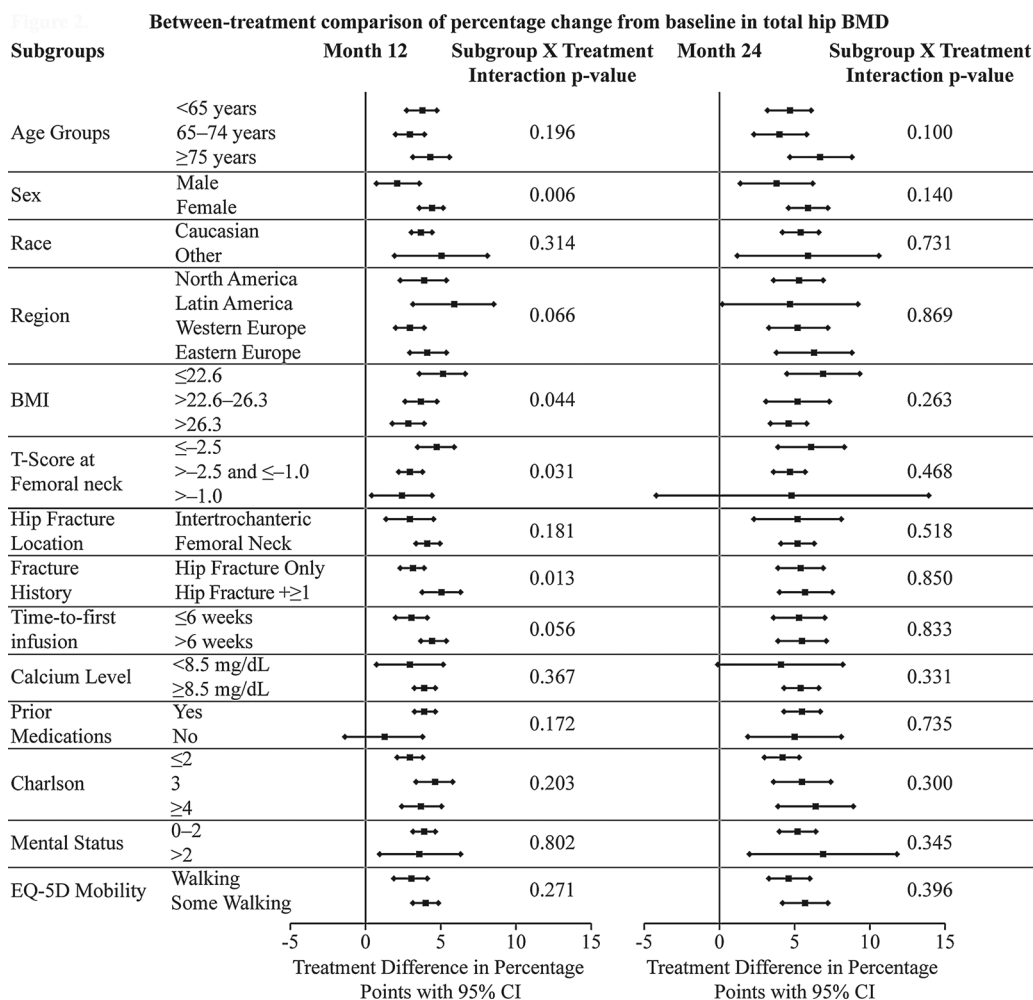 Figure 2.
Between-treatment comparison of percentage change from baseline in total hip BMD
Subgroups Month 12 Subgroup X Treatment Interaction p-value Month 24 Subgroup X Treatment Interaction p-value
<65 years
Age Groups 65–74 years 0.196 0.100
≥75 years
Male
Sex 0.006 0.140
Female
Caucasian
Race 0.314 0.731
Other
North America
Latin America
Region 0.066 0.869
Western Europe
Eastern Europe
≤22.6
BMI >22.6–26.3 0.044 0.263
>26.3
≤–2.5
T-Score at Femoral neck >–2.5 and ≤–1.0 0.031 0.468
>–1.0
Hip Fracture Intertrochanteric
0.181 0.518
Location Femoral Neck
Fracture Hip Fracture Only
0.013 0.850
History Hip Fracture +≥1
Time-to-first ≤6 weeks
0.056 0.833
infusion >6 weeks
<8.5 mg/dL
Calcium Level 0.367 0.331
≥8.5 mg/dL
Prior Yes
0.172 0.735
Medications No
≤2
Charlson 3 0.203 0.300
≥4
0–2
Mental Status 0.802 0.345
>2
Walking
EQ-5D Mobility 0.271 0.396
Some Walking
-5 0 5 10 15 -5 0 5 10 15
Treatment Difference in Percentage Treatment Difference in Percentage
Points with 95% CI Points with 95% CI